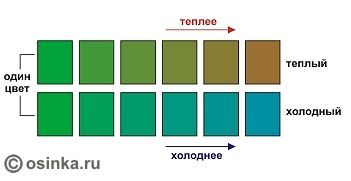 теплее
теплый
один
цвет
холодный
холоднее
© osinka.ru